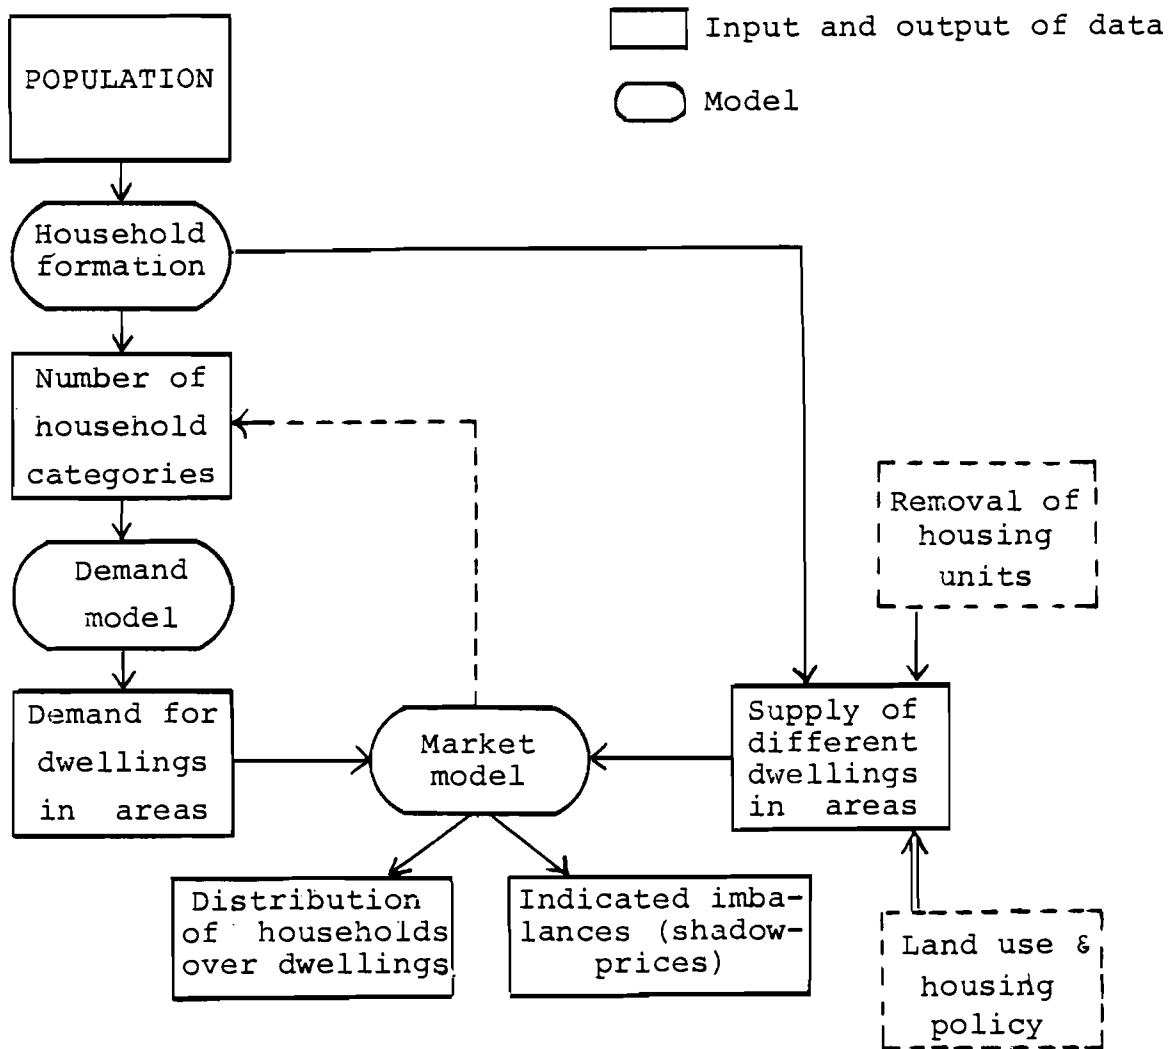 Input and output of data
Model
POPULATION
Household
formation
Number of
household
categories
Demand
model
Demand for
dwellings
in areas
Market
model
Removal of
housing
units
Supply of
different
dwellings
in areas
Distribution
of households
over dwellings
Indicated imba-
lances (shadow-
prices)
Land use &
housing
policy